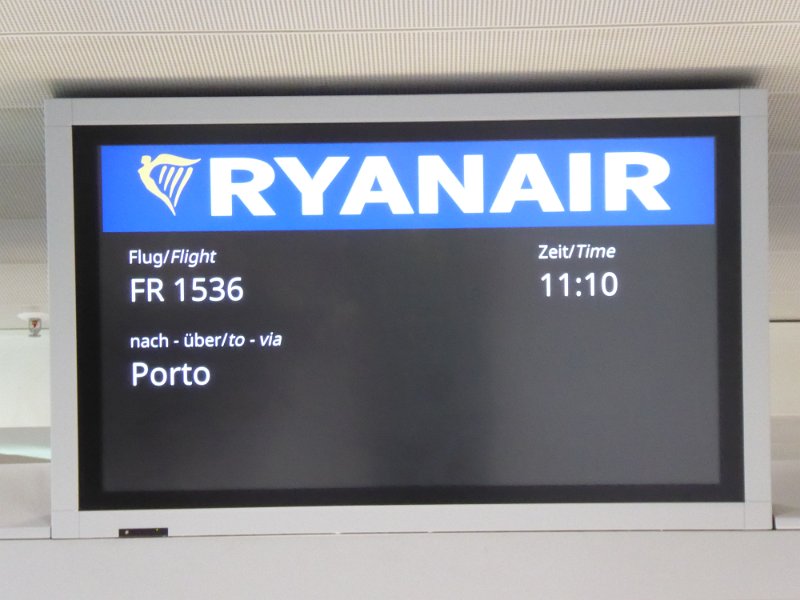 RYANAIR
Flug/Flight
Zeit/Time
FR 1536
11:10
nach - über/to - via
Porto